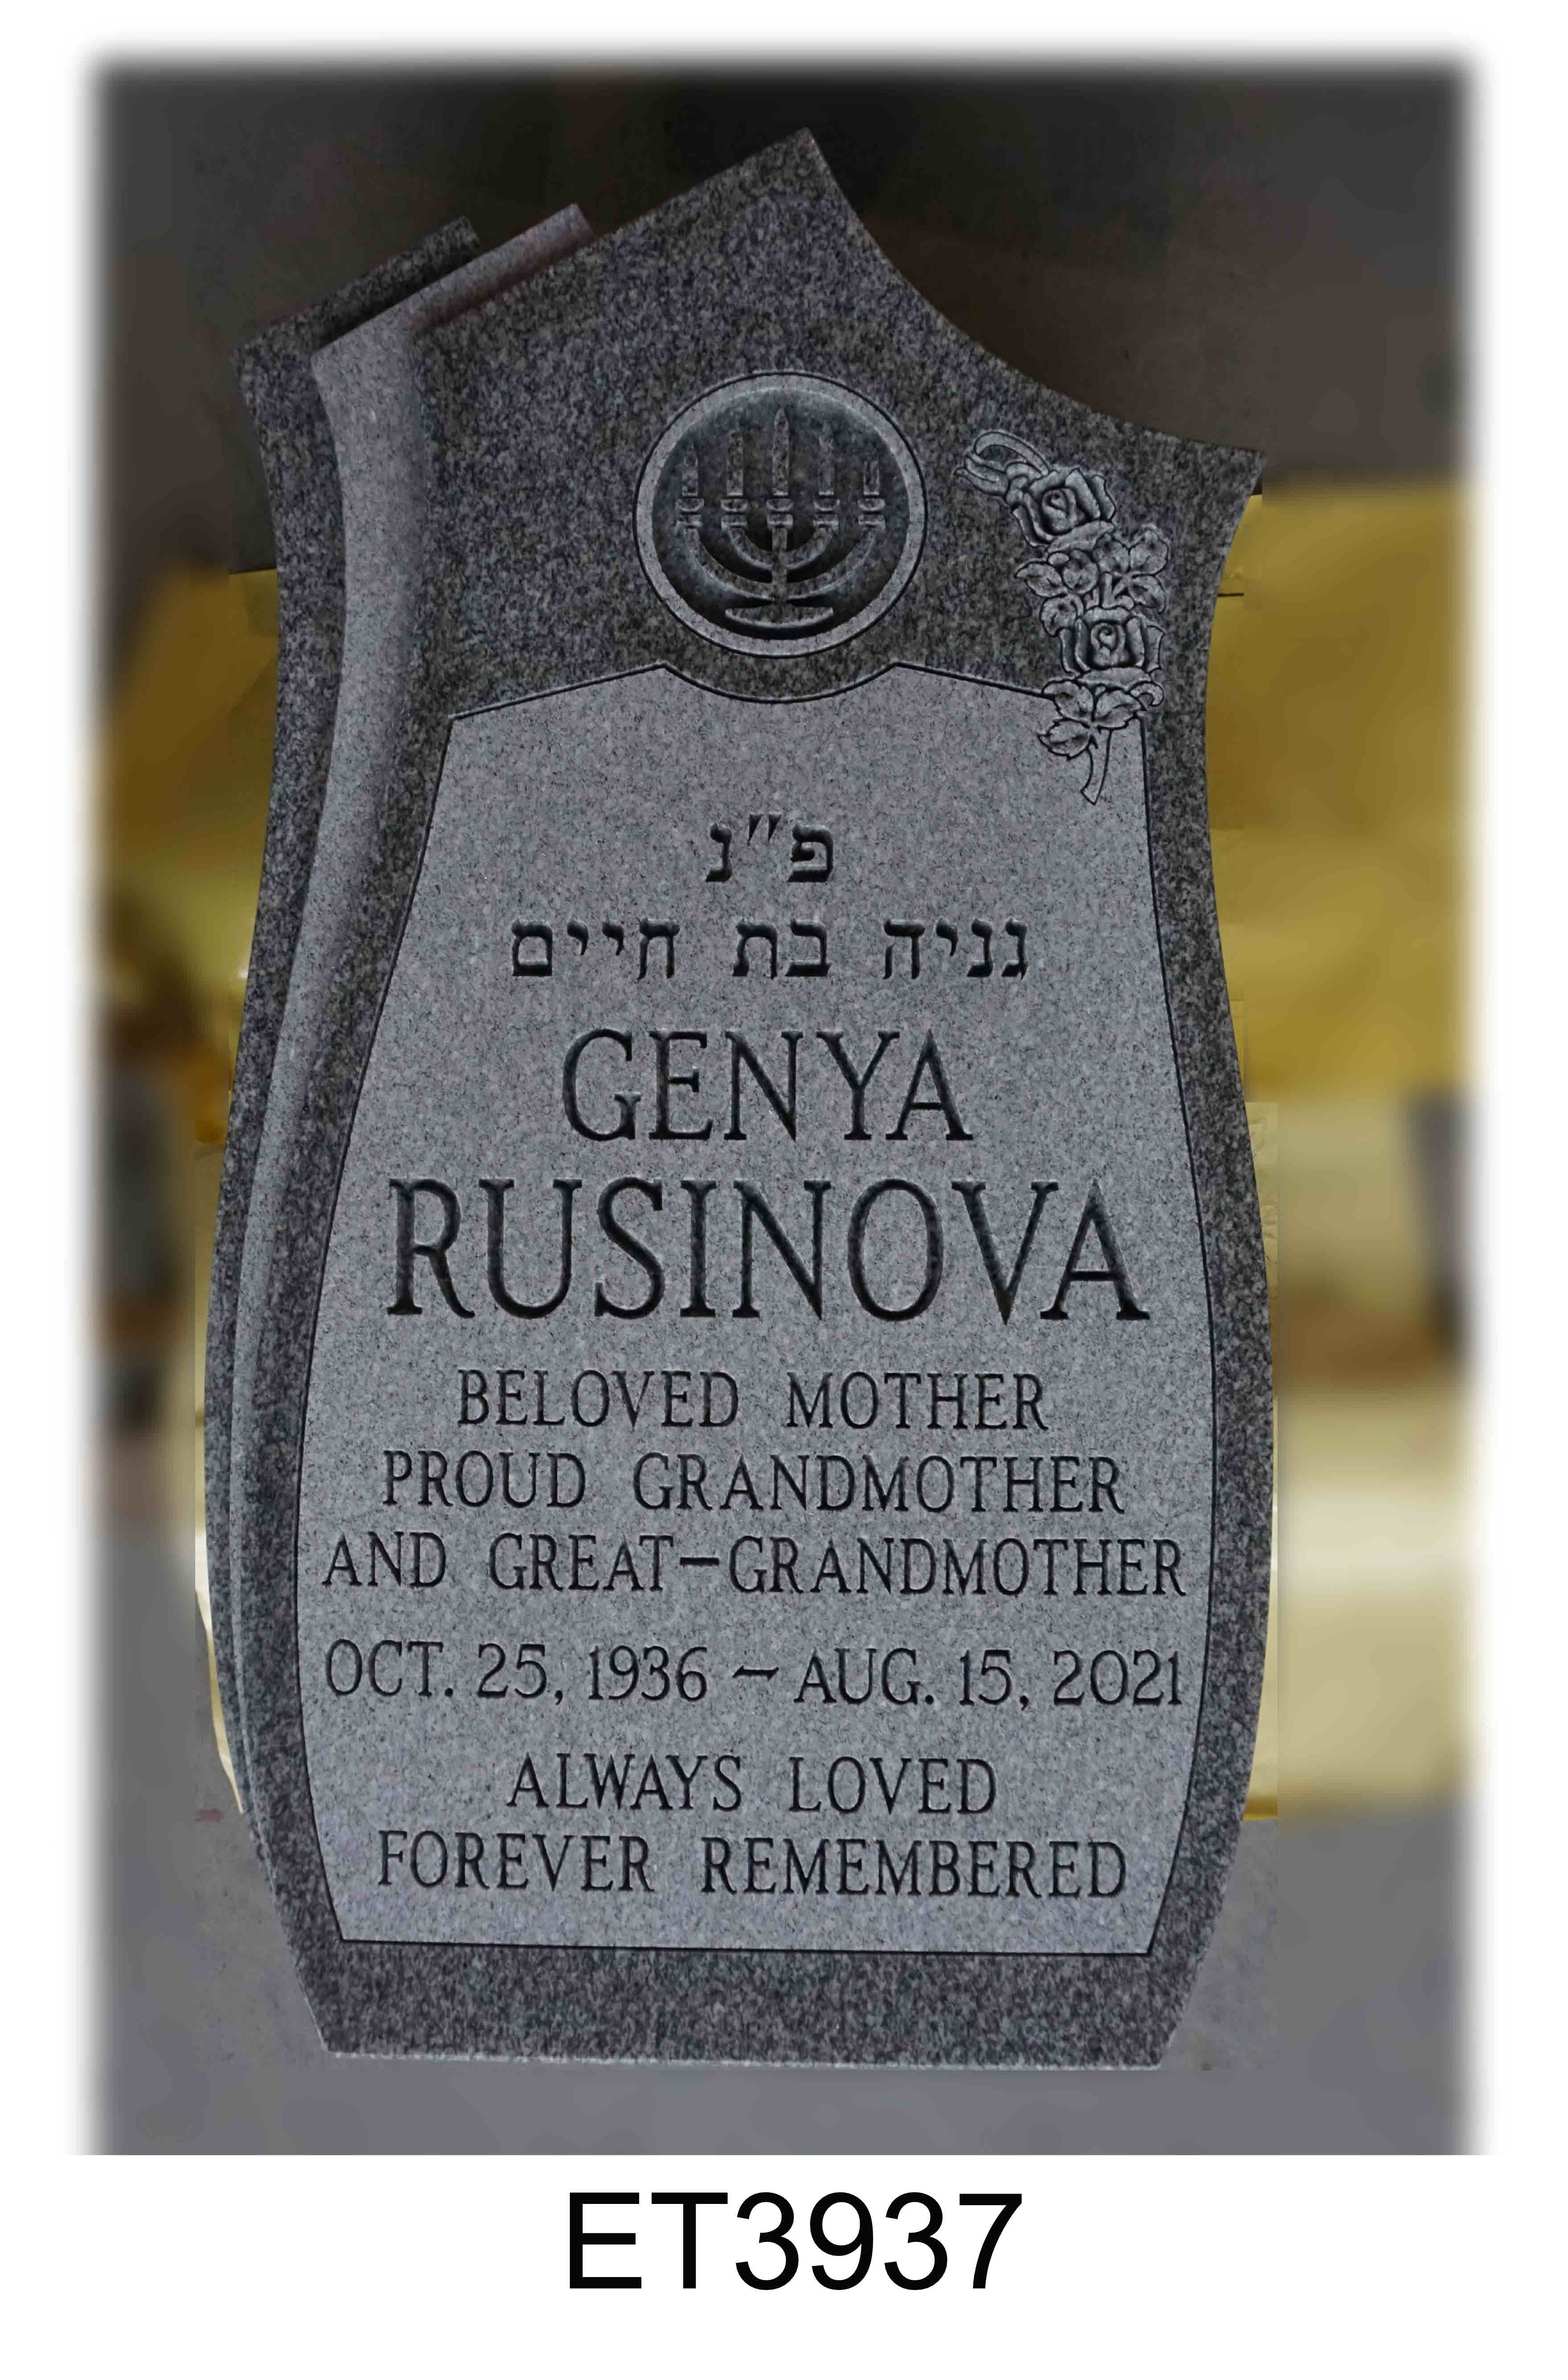 פ"נ
גניה בת חיים
GENYA
RUSINOVA
BELOVED MOTHER
PROUD GRANDMOTHER
AND GREAT-GRANDMOTHER
OCT. 25, 1936 ~ AUG. 15, 2021
ALWAYS LOVED
FOREVER REMEMBERED
ET3937